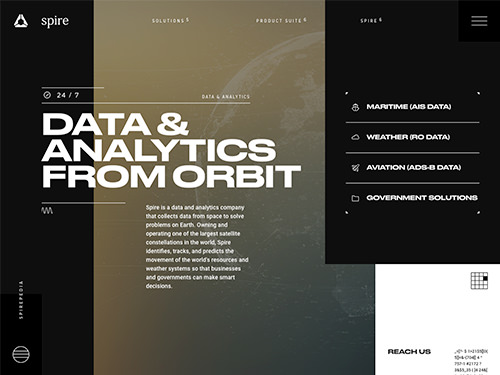 spire
SOLUTIONS 6
PRODUCT SUITE 6
SPIRE 6
24 / 7
DATA & ANALYTICS
DATA &
ANALYTICS
FROM ORBIT
Spire is a data and analytics company
that collects data from space to solve
problems on Earth. Owning and
operating one of the largest satellite
constellations in the world, Spire
identifies, tracks, and predicts the
movement of the world's resources and
weather systems so that businesses
and governments can make smart
decisions.
MARITIME (AIS DATA)
WEATHER (RO DATA)
AVIATION (ADS-B DATA)
GOVERNMENT SOLUTIONS
SPIREPEDIA
REACH US